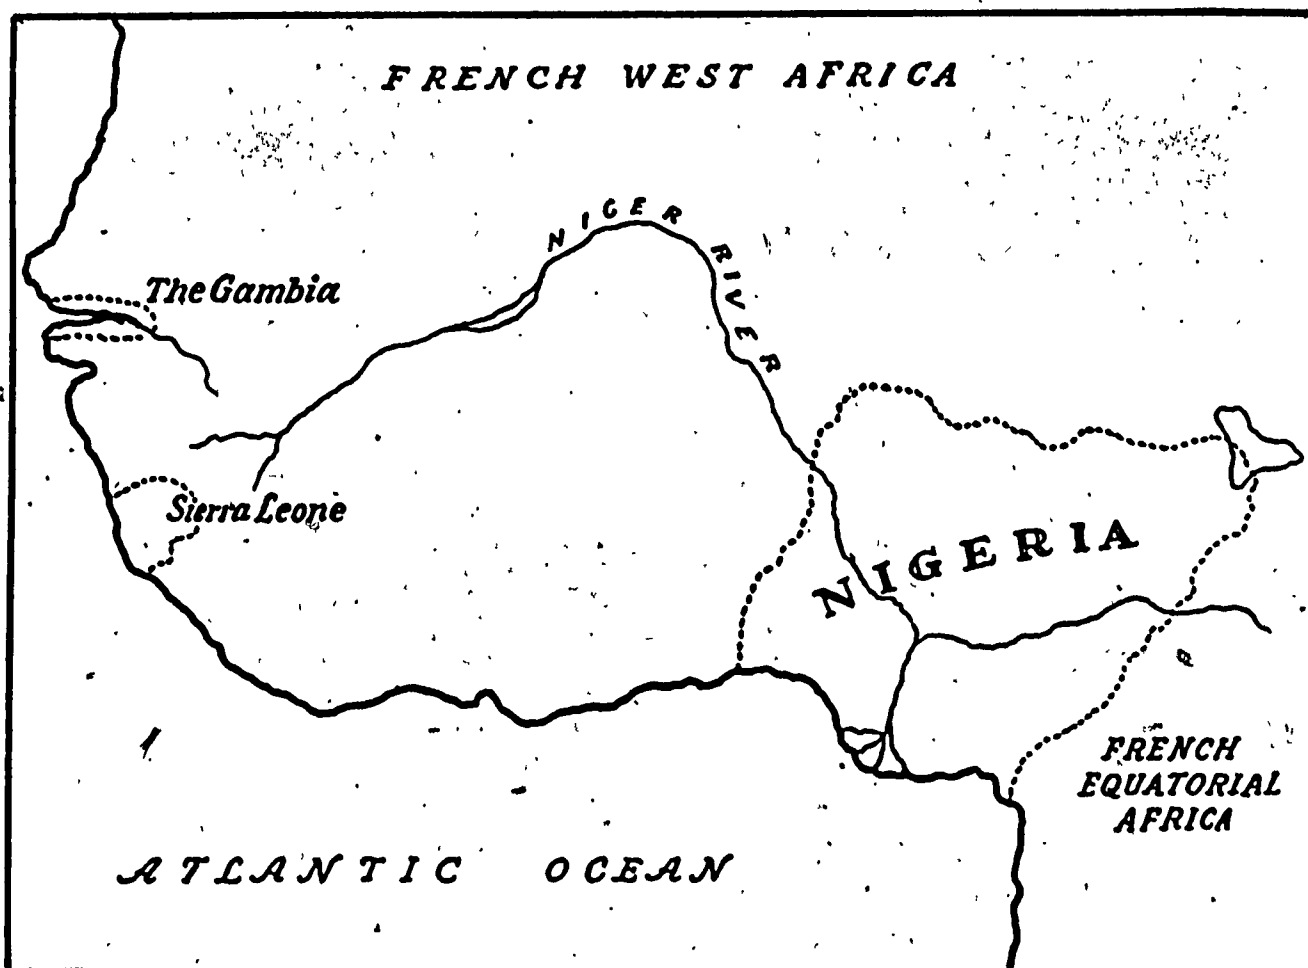 FRENCH WEST AFRICA
NIGER RIVER
The Gambia
Sierra Leone
NIGERIA
FRENCH
EQUATORIAL
AFRICA
ATLANTIC OCEAN